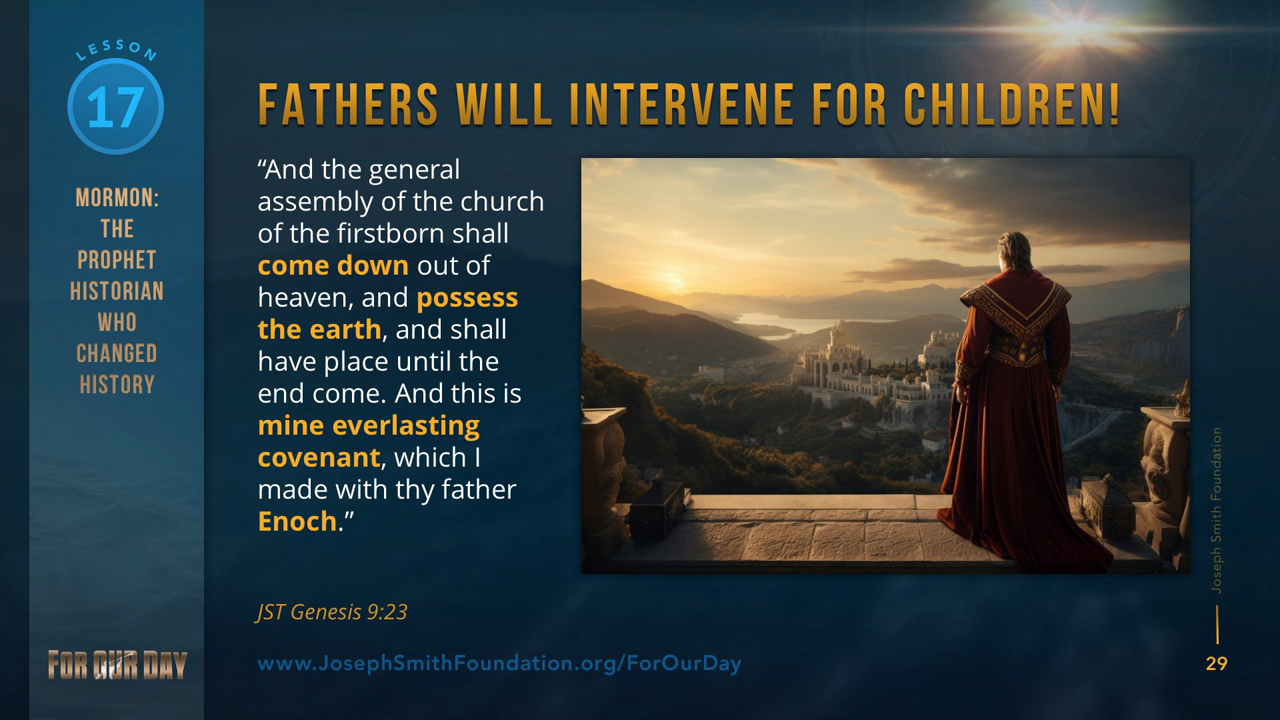 LESSON
17
MORMON:
THE
PROPHET
HISTORIAN
WHO
CHANGED
HISTORY
FOR OUR DAY
FATHERS WILL INTERVENE FOR CHILDREN!
“And the general
assembly of the church
of the firstborn shall
come down out of
heaven, and possess
the earth, and shall
have place until the
end come. And this is
mine everlasting
covenant, which I
made with thy father
Enoch.”
JST Genesis 9:23
www.JosephSmithFoundation.org/ForOurDay
Joseph Smith Foundation
29